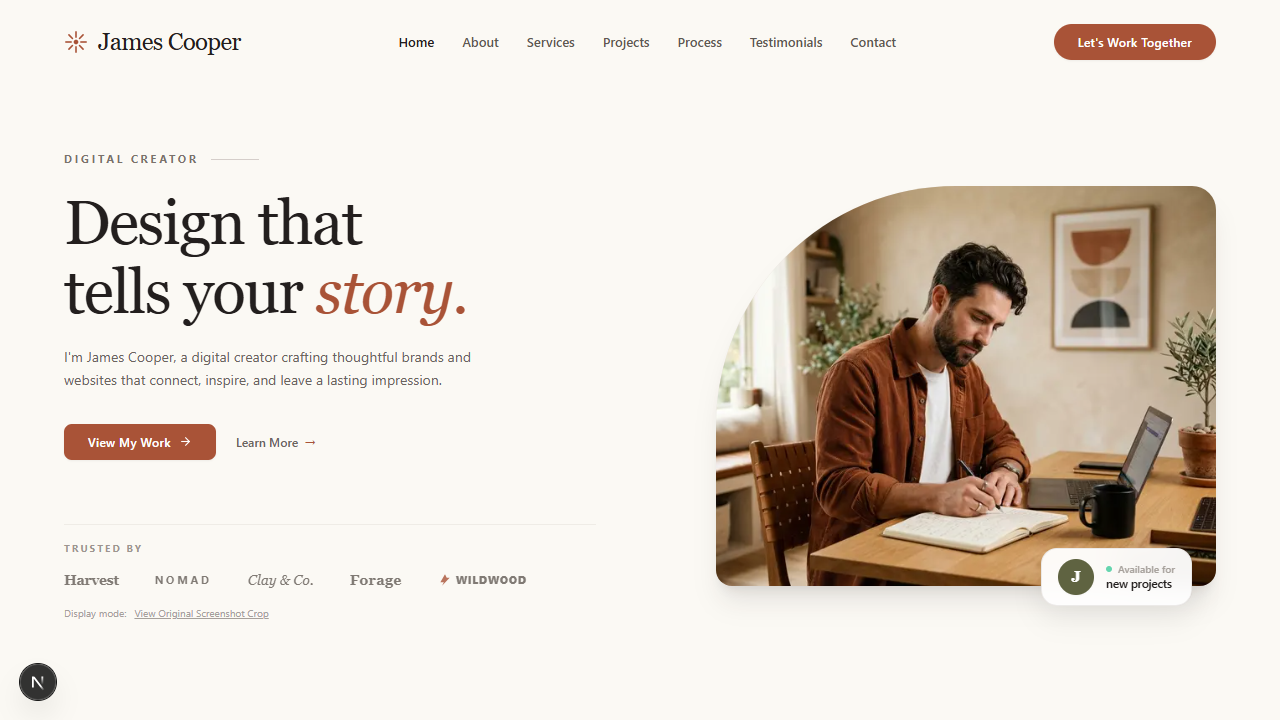 James Cooper
Home About Services Projects Process Testimonials Contact
Let's Work Together
DIGITAL CREATOR
Design that
tells your story.
I'm James Cooper, a digital creator crafting thoughtful brands and
websites that connect, inspire, and leave a lasting impression.
View My Work →
Learn More →
TRUSTED BY
Harvest NOMAD Clay & Co. Forage WILDWOOD
Display mode: View Original Screenshot Crop
J
Available for
new projects
N